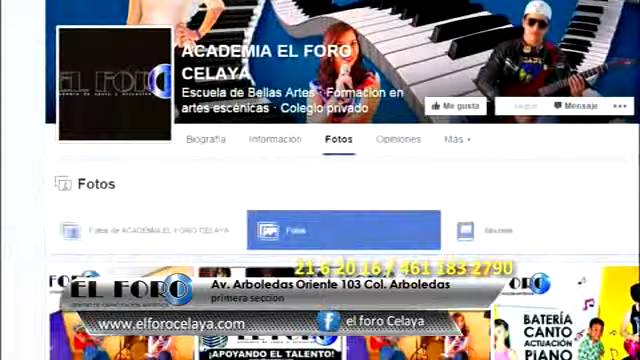 ACADEMIA EL FORO
CELAYA
Escuela de Bellas Artes · Formación en
artes escénicas · Colegio privado
EL FORO
Me gusta
Mensaje
Biografía
Información
Fotos
Opiniones
Más
Fotos
Fotos de ACADEMIA EL FORO CELAYA
Fotos
21 6 20 16 / 461 183 2790
EL FORO
Av. Arboledas Oriente 103 Col. Arboledas
primera seccion
www.elforocelaya.com
el foro Celaya
¡APOYANDO EL TALENTO!
BATERÍA
CANTO
ACTUACIÓN
PIANO